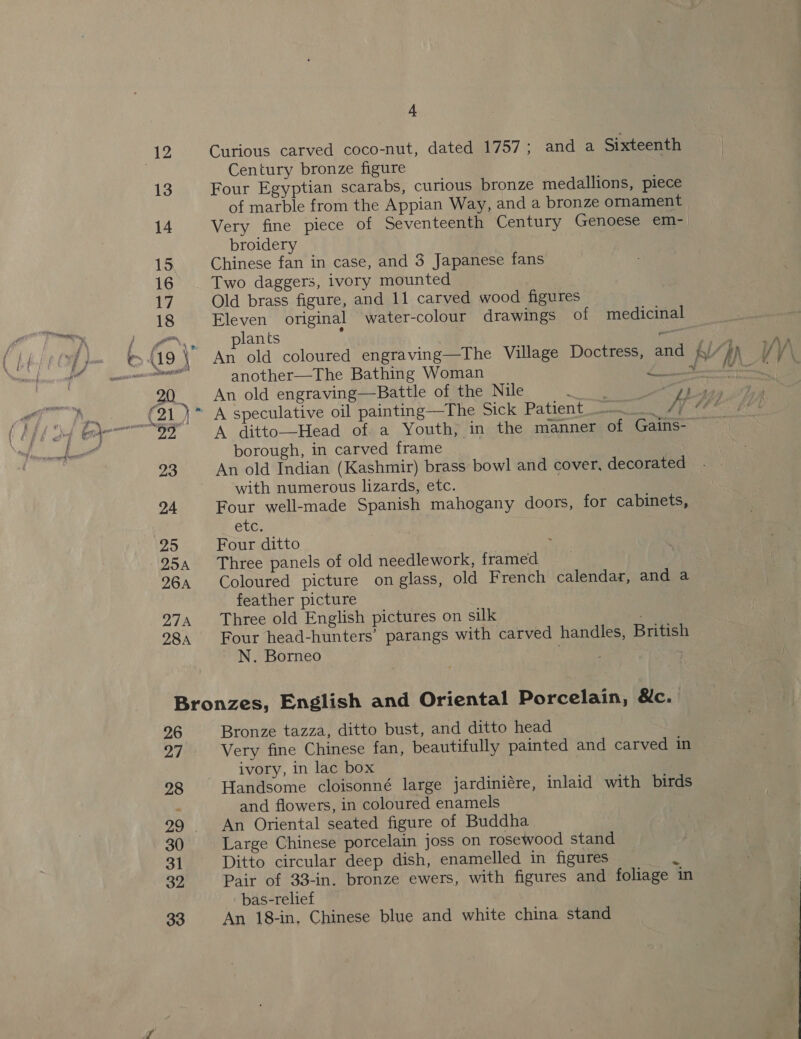 4
12 Curious carved coco-nut, dated 1757; and a Sixteenth
Century bronze figure
13 Four Egyptian scarabs, curious bronze medallions, piece
of marble from the Appian Way, and a bronze ornament
14 Very fine piece of Seventeenth Century Genoese em-
broidery
15 Chinese fan in case, and 3 Japanese fans
16 Two daggers, ivory mounted
17 Old brass figure, and 11 carved wood figures
18 Eleven original water-colour drawings of medicinal
plants
19 An old coloured engraving—The Village Doctress, and
another—The Bathing Woman
20 An old engraving—Battle of the Nile
21 A speculative oil painting—The Sick Patient
22 A ditto—Head of a Youth, in the manner of Gains-
borough, in carved frame
23 An old Indian (Kashmir) brass bowl and cover, decorated
with numerous lizards, etc.
24 Four well-made Spanish mahogany doors, for cabinets,
etc.
25 Four ditto
25A Three panels of old needlework, framed
26A Coloured picture on glass, old French calendar, and a
feather picture
27A Three old English pictures on silk
28A Four head-hunters' parangs with carved handles, British
N. Borneo
Bronzes, English and Oriental Porcelain, &c.
26 Bronze tazza, ditto bust, and ditto head
27 Very fine Chinese fan, beautifully painted and carved in
ivory, in lac box
28 Handsome cloisonné large jardiniére, inlaid with birds
and flowers, in coloured enamels
29 An Oriental seated figure of Buddha
30 Large Chinese porcelain joss on rosewood stand
31 Ditto circular deep dish, enamelled in figures
32 Pair of 33-in. bronze ewers, with figures and foliage in
bas-relief
33 An 18-in. Chinese blue and white china stand